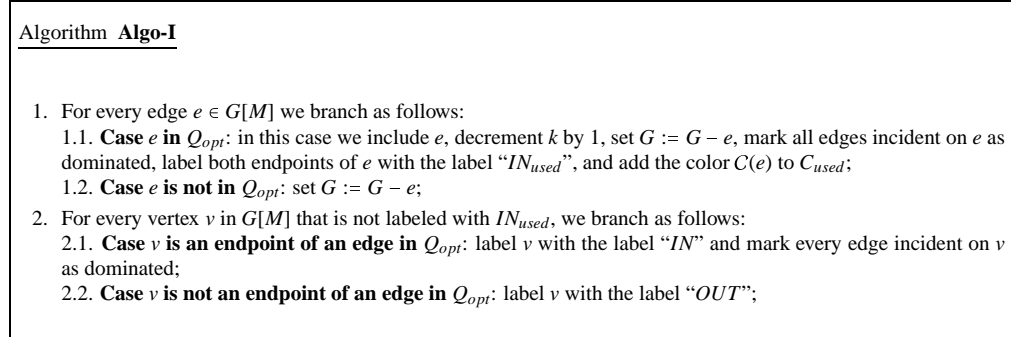 Algorithm Algo-I
1. For every edge e ∈ G[M] we branch as follows:
1.1. Case e in Q_opt: in this case we include e, decrement k by 1, set G := G − e, mark all edges incident on e as
dominated, label both endpoints of e with the label “IN_used”, and add the color C(e) to C_used;
1.2. Case e is not in Q_opt: set G := G − e;
2. For every vertex v in G[M] that is not labeled with IN_used, we branch as follows:
2.1. Case v is an endpoint of an edge in Q_opt: label v with the label “IN” and mark every edge incident on v
as dominated;
2.2. Case v is not an endpoint of an edge in Q_opt: label v with the label “OUT”;